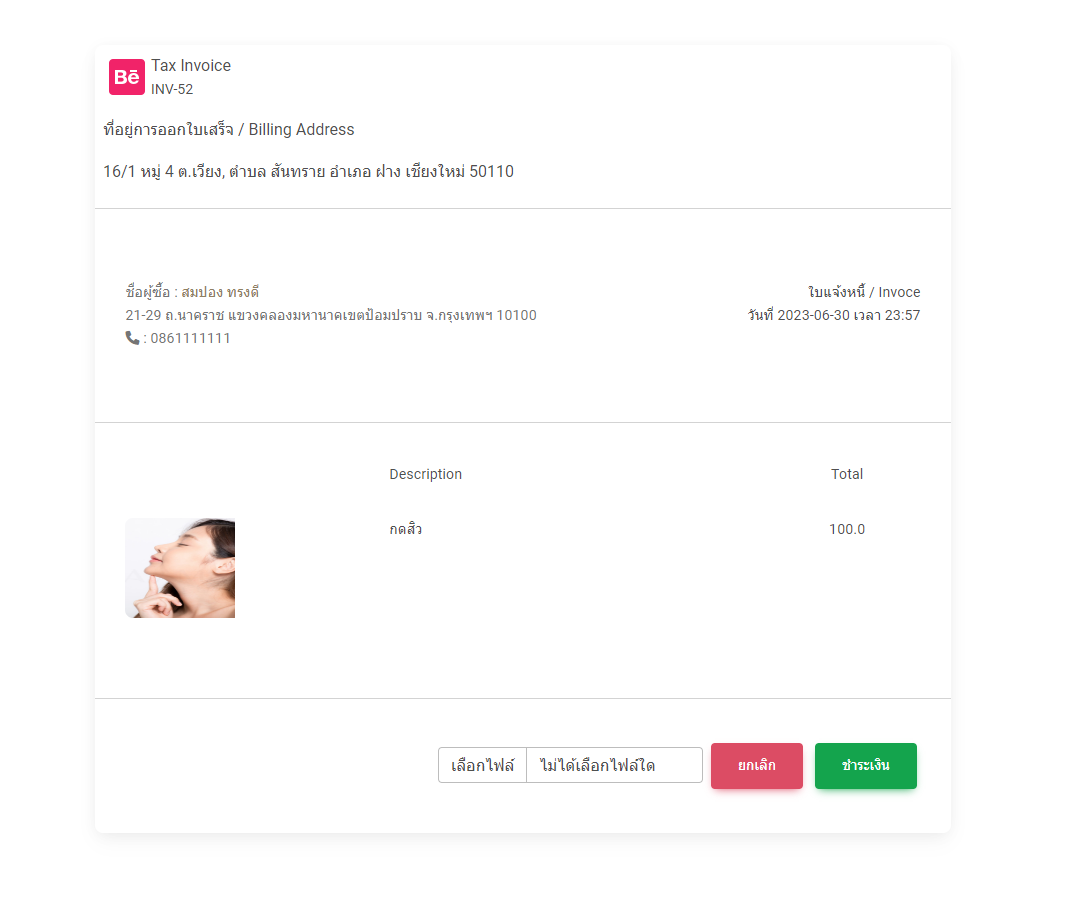 Bē
Tax Invoice
INV-52
ที่อยู่การออกใบเสร็จ / Billing Address
16/1 หมู่ 4 ต.เวียง, ตำบล สันทราย อำเภอ ฝาง เชียงใหม่ 50110
ชื่อผู้ซื้อ : สมปอง ทรงดี
21-29 ถ.นาคราช แขวงคลองมหานาคเขตป้อมปราบ จ.กรุงเทพฯ 10100
: 0861111111
ใบแจ้งหนี้ / Invoce
วันที่ 2023-06-30 เวลา 23:57
Description Total
กดสิว 100.0
เลือกไฟล์ ไม่ได้เลือกไฟล์ใด ยกเลิก ชำระเงิน